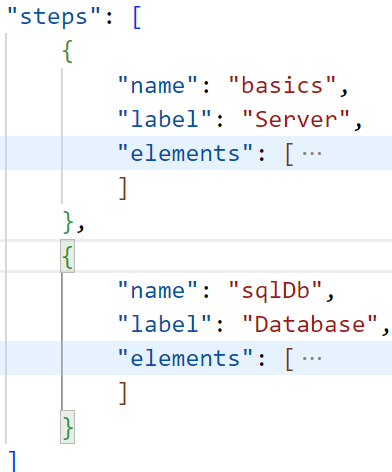 "steps": [
{
"name": "basics",
"label": "Server",
"elements": [ ···
]
},
{
"name": "sqlDb",
"label": "Database",
"elements": [ ···
]
}
]